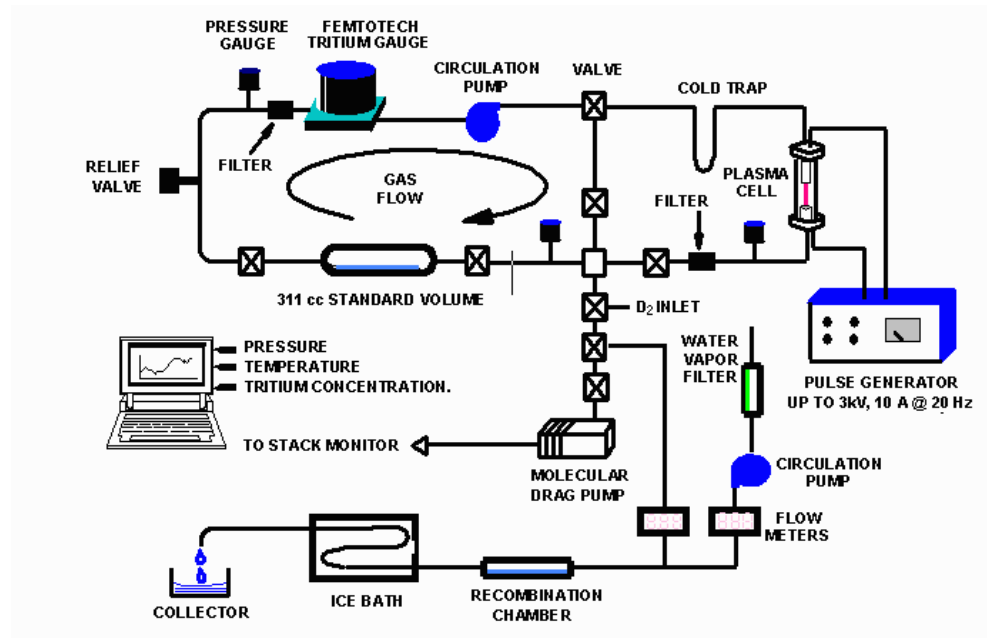 PRESSURE
GAUGE
FEMTOTECH
TRITIUM GAUGE
CIRCULATION
PUMP
VALVE
COLD TRAP
RELIEF
VALVE
FILTER
GAS
FLOW
FILTER
PLASMA
CELL
311 cc STANDARD VOLUME
D₂ INLET
PRESSURE
TEMPERATURE
TRITIUM CONCENTRATION.
WATER
VAPOR
FILTER
PULSE GENERATOR
UP TO 3kV, 10 A @ 20 Hz
TO STACK MONITOR
MOLECULAR
DRAG PUMP
CIRCULATION
PUMP
FLOW
METERS
COLLECTOR
ICE BATH
RECOMBINATION
CHAMBER